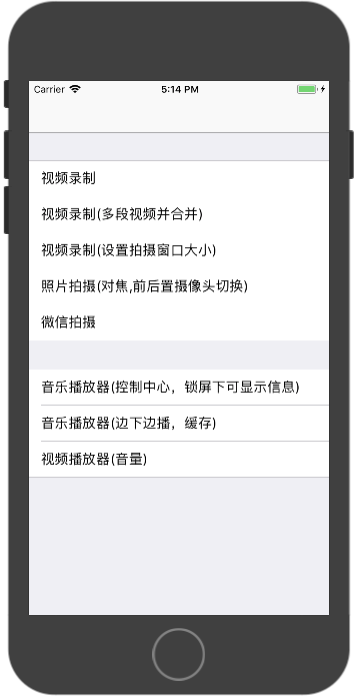 Carrier 5:14 PM
视频录制
视频录制(多段视频并合并)
视频录制(设置拍摄窗口大小)
照片拍摄(对焦,前后置摄像头切换)
微信拍摄
音乐播放器(控制中心，锁屏下可显示信息)
音乐播放器(边下边播，缓存)
视频播放器(音量)